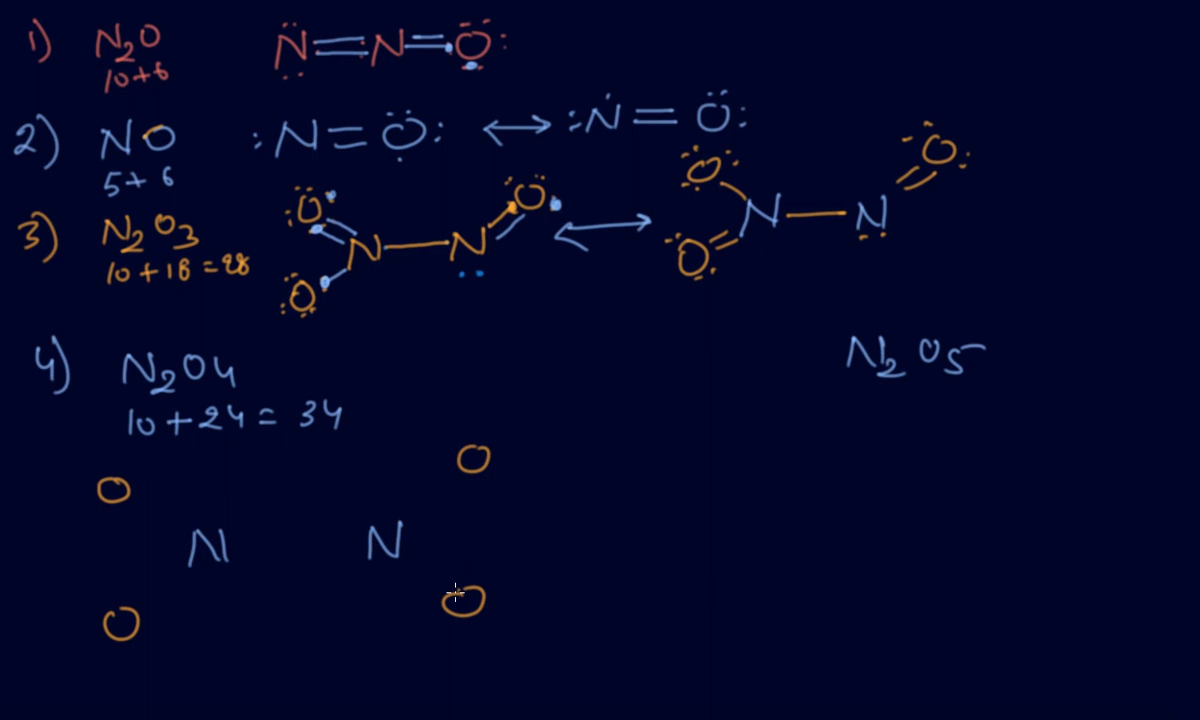 1) N2O N=N=O
10+6
2) NO :N=O: ↔ :N=O:
5+6
3) N2O3 O O N—N O ↔ O O N—N O
10+18=28
4) N2O4 N2O5
10+24=34
O O
N N
O O